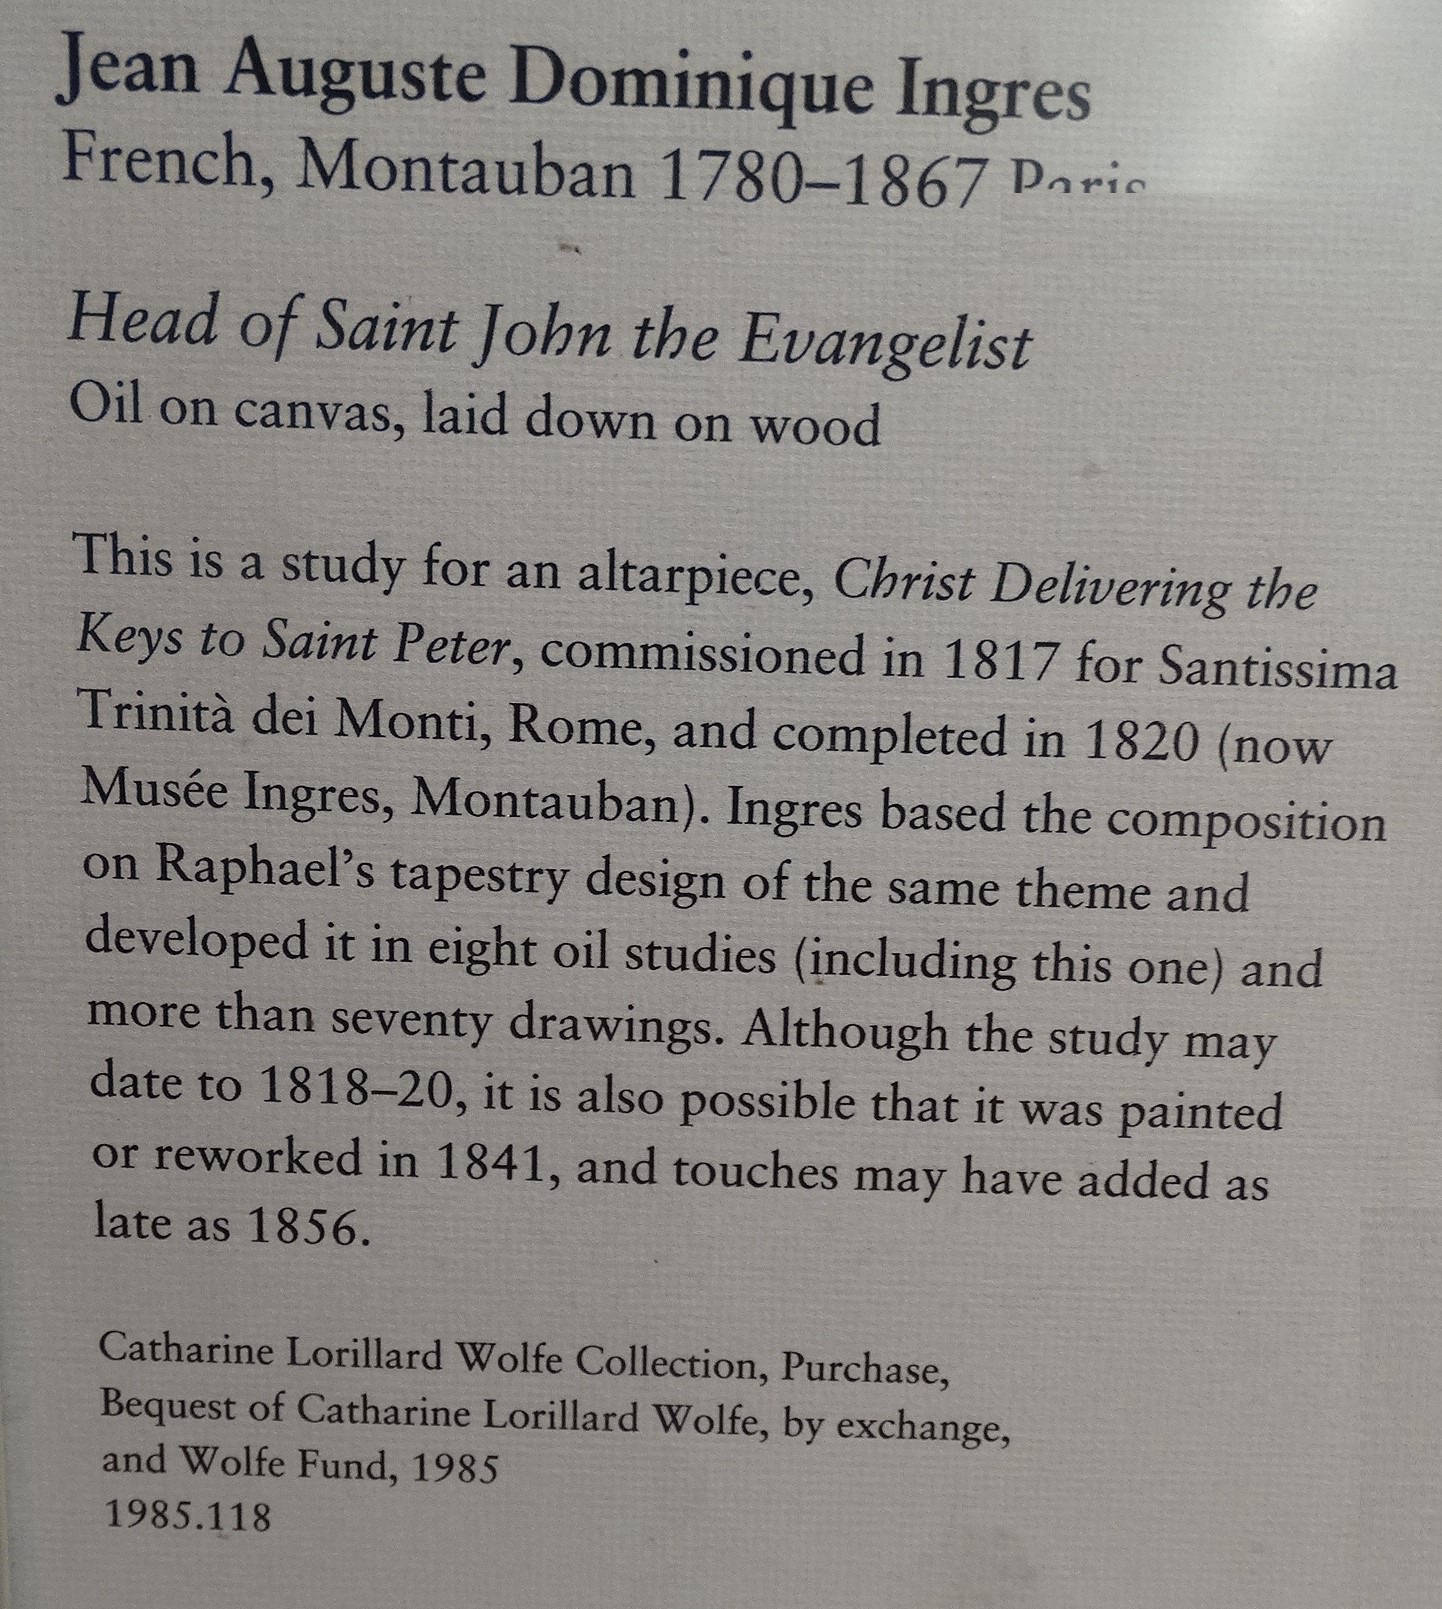 Jean Auguste Dominique Ingres
French, Montauban 1780–1867 Paris
Head of Saint John the Evangelist
Oil on canvas, laid down on wood
This is a study for an altarpiece, Christ Delivering the
Keys to Saint Peter, commissioned in 1817 for Santissima
Trinità dei Monti, Rome, and completed in 1820 (now
Musée Ingres, Montauban). Ingres based the composition
on Raphael’s tapestry design of the same theme and
developed it in eight oil studies (including this one) and
more than seventy drawings. Although the study may
date to 1818–20, it is also possible that it was painted
or reworked in 1841, and touches may have added as
late as 1856.
Catharine Lorillard Wolfe Collection, Purchase,
Bequest of Catharine Lorillard Wolfe, by exchange,
and Wolfe Fund, 1985
1985.118